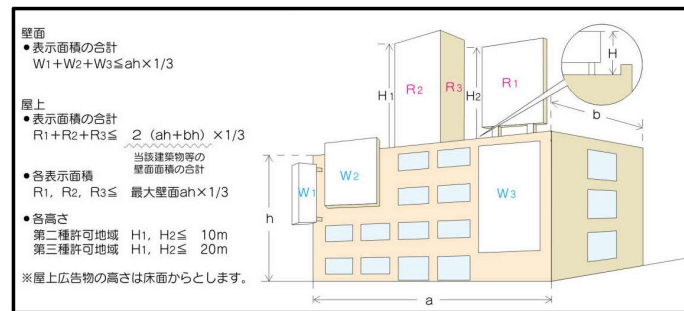 壁面
●表示面積の合計
W1+W2+W3≦ah×1/3
屋上
●表示面積の合計
R1+R2+R3≦ 2（ah+bh）×1/3
当該建築物等の
壁面面積の合計
●各表示面積
R1, R2, R3≦ 最大壁面ah×1/3
●各高さ
第二種許可地域 H1, H2≦ 10m
第三種許可地域 H1, H2≦ 20m
※屋上広告物の高さは床面からとします。
H1
R2
R3
H2
R1
H
b
W1
W2
W3
h
a